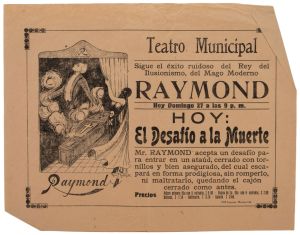 Teatro Municipal
Sigue el éxito ruidoso del Rey del
Ilusionismo, del Mago Moderno
RAYMOND
Hoy Domingo 27 a las 9 p. m.
HOY:
El Desafío a la Muerte
Mr. RAYMOND acepta un desafío pa-
ra entrar en un ataúd, cerrado con tor-
nillos y bien asegurado, del cual escapará
en forma prodigiosa, sin romperlo,
ni maltratarlo, quedando el cajón
cerrado como antes.
Precios
Raymond